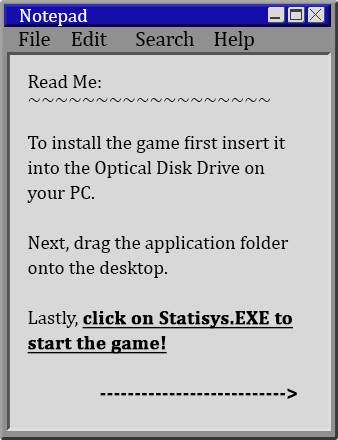 Notepad
File Edit Search Help
Read Me:
~~~~~~~~~~~~~~~~~~
To install the game first insert it
into the Optical Disk Drive on
your PC.
Next, drag the application folder
onto the desktop.
Lastly, click on Statisys.EXE to
start the game!
--------------------------->